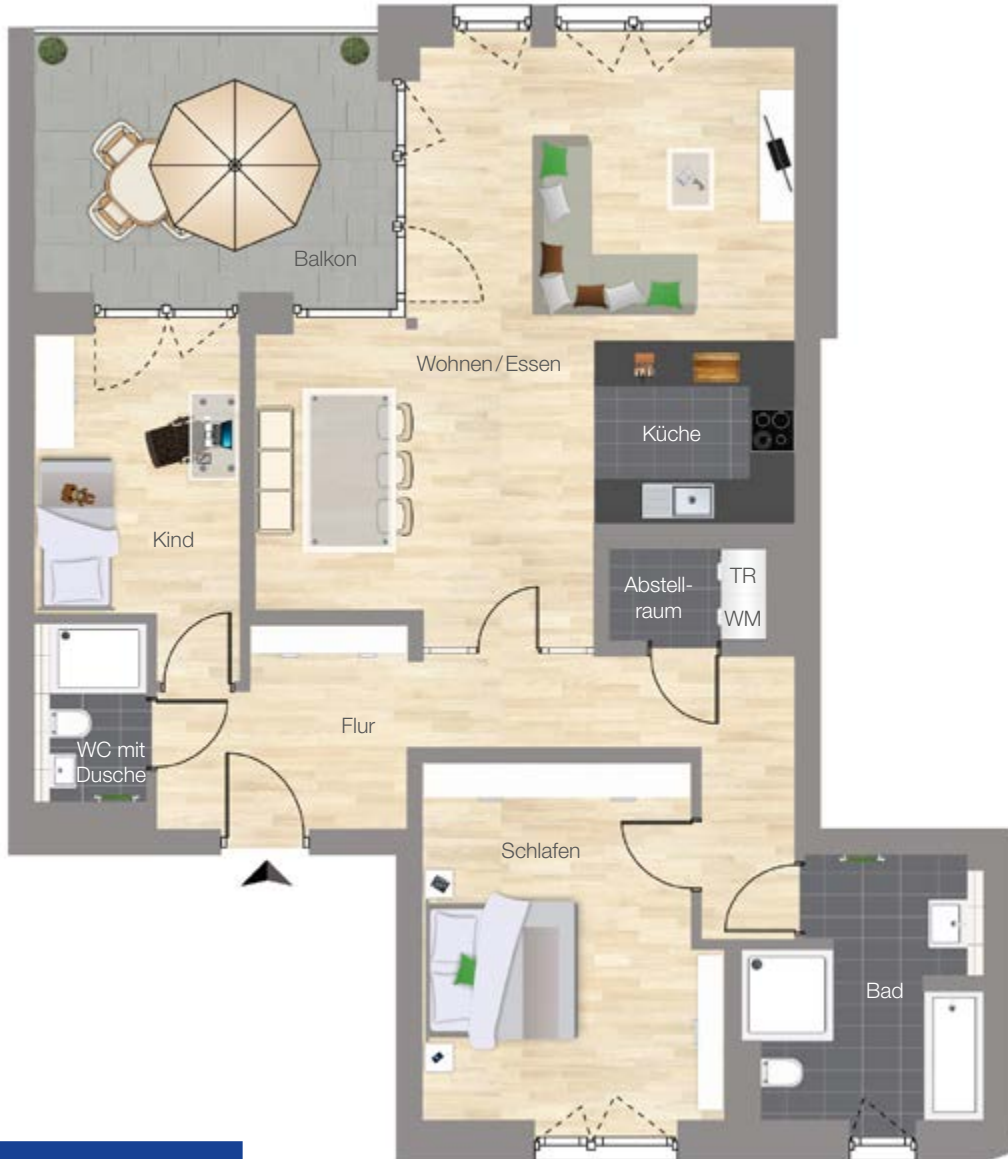 Balkon
Wohnen / Essen
Küche
Kind
Abstell-
raum
TR
WM
Flur
WC mit
Dusche
Schlafen
Bad